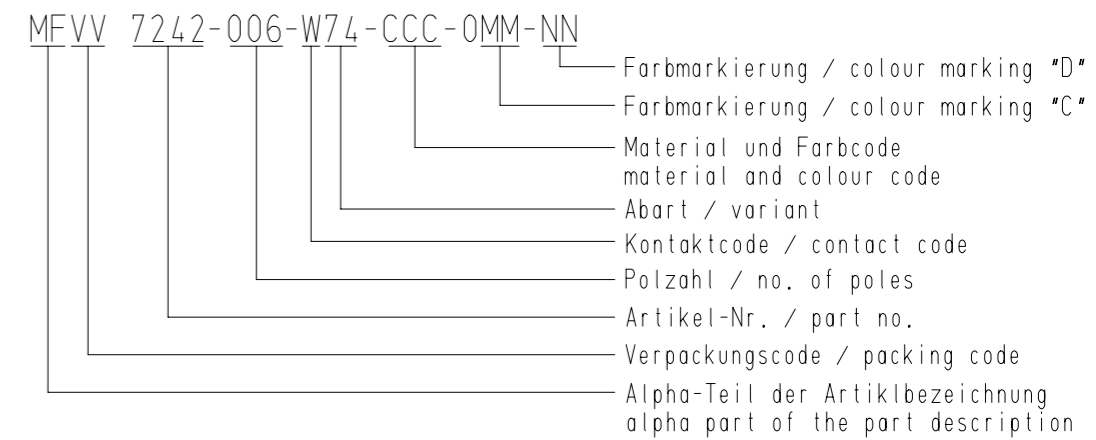 MFVV 7242-006-W74-CCC-0MM-NN
Farbmarkierung / colour marking "D"
Farbmarkierung / colour marking "C"
Material und Farbcode
material and colour code
Abart / variant
Kontaktcode / contact code
Polzahl / no. of poles
Artikel-Nr. / part no.
Verpackungscode / packing code
Alpha-Teil der Artiklbezeichnung
alpha part of the part description